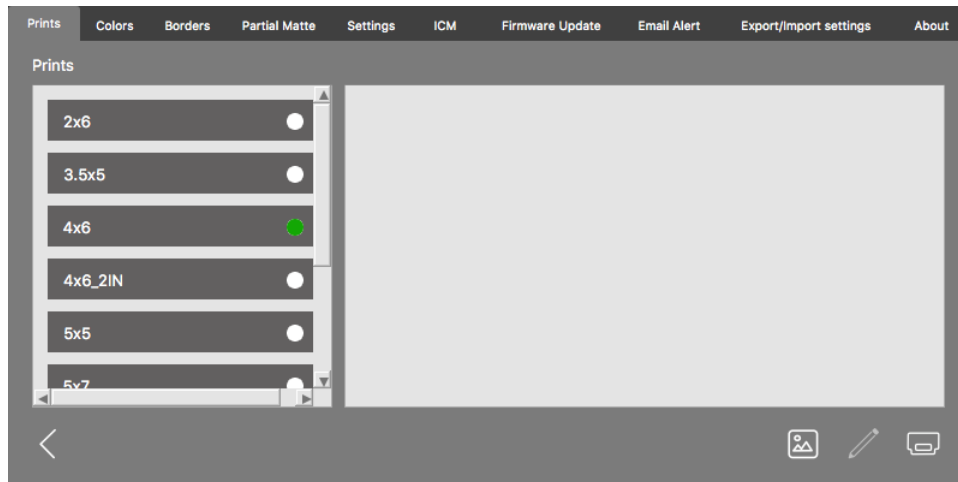 Prints Colors Borders Partial Matte Settings ICM Firmware Update Email Alert Export/Import settings About
Prints
2x6
3.5x5
4x6
4x6_2IN
5x5
5x7